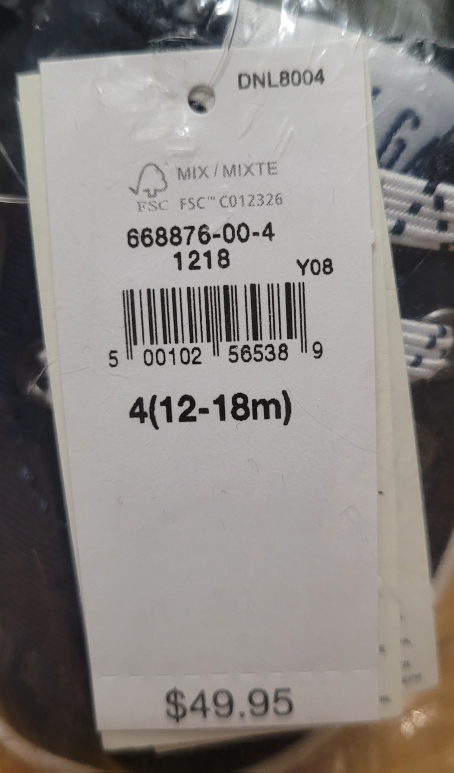 DNL8004
MIX / MIXTE
FSC FSC™ C012326
668876-00-4
1218
Y08
5 00102 56538 9
4(12-18m)
$49.95